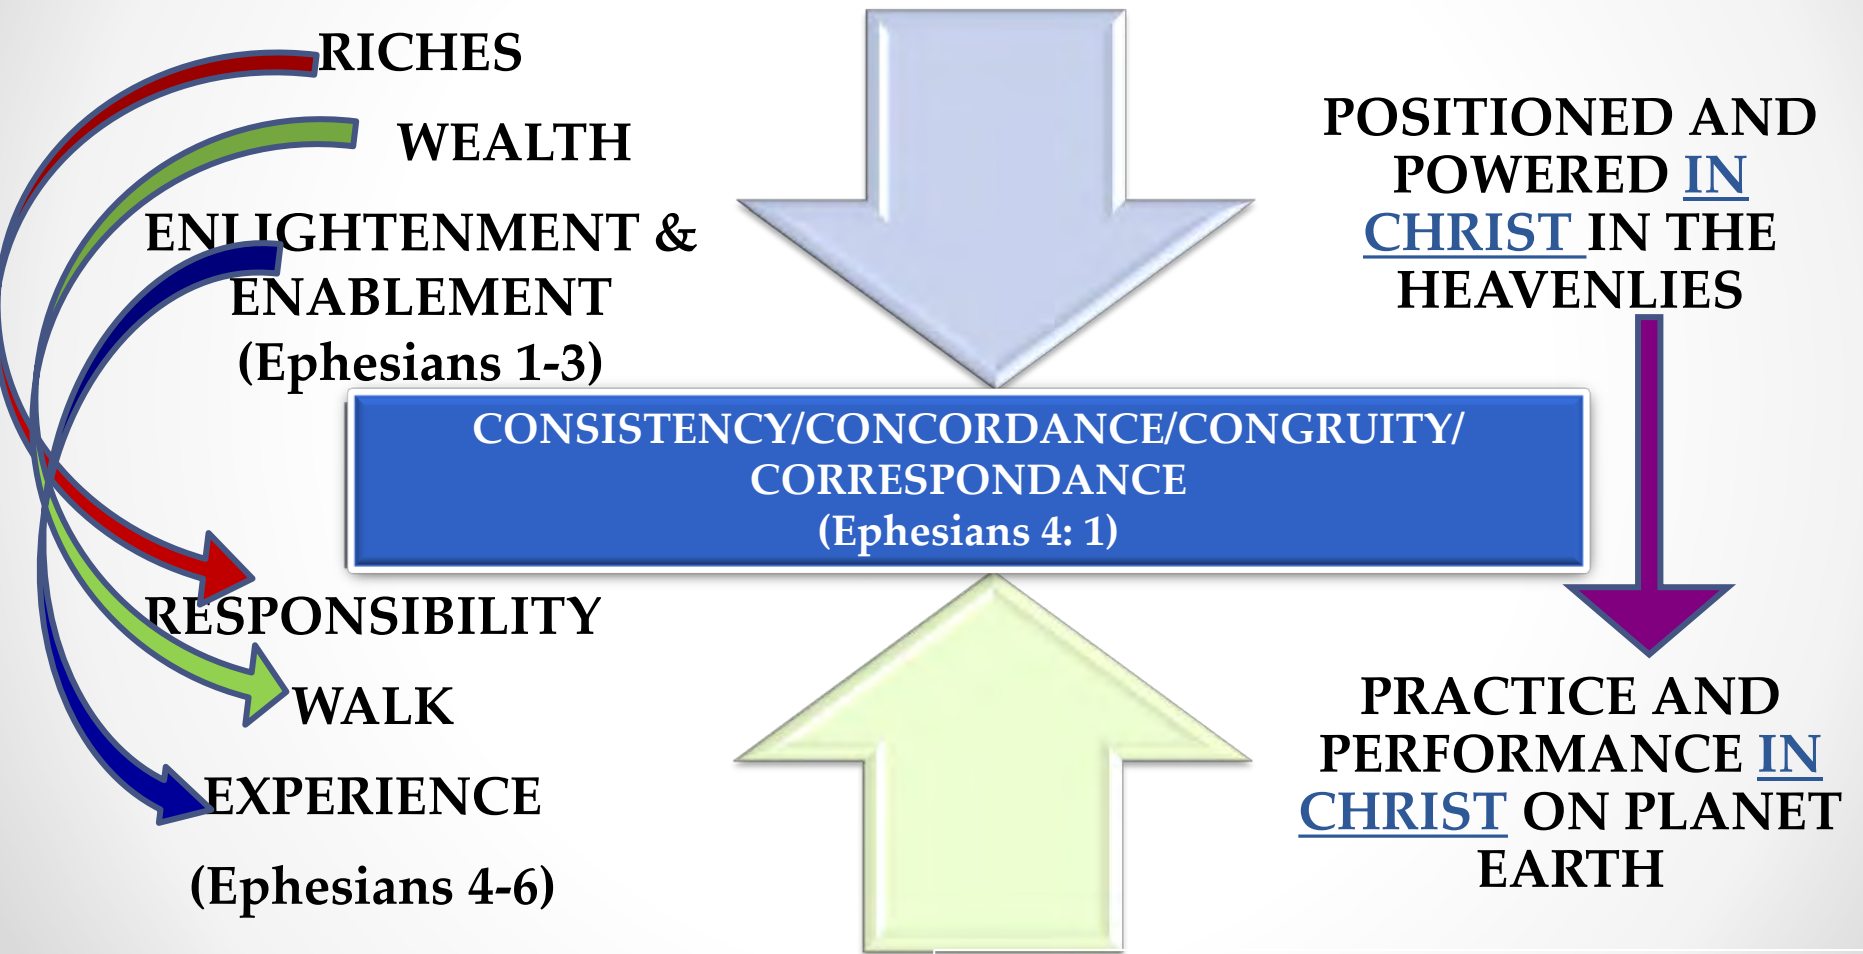 RICHES
WEALTH
ENLIGHTENMENT &
ENABLEMENT
(Ephesians 1-3)
POSITIONED AND
POWERED IN
CHRIST IN THE
HEAVENLIES
CONSISTENCY/CONCORDANCE/CONGRUITY/
CORRESPONDANCE
(Ephesians 4: 1)
RESPONSIBILITY
WALK
EXPERIENCE
(Ephesians 4-6)
PRACTICE AND
PERFORMANCE IN
CHRIST ON PLANET
EARTH